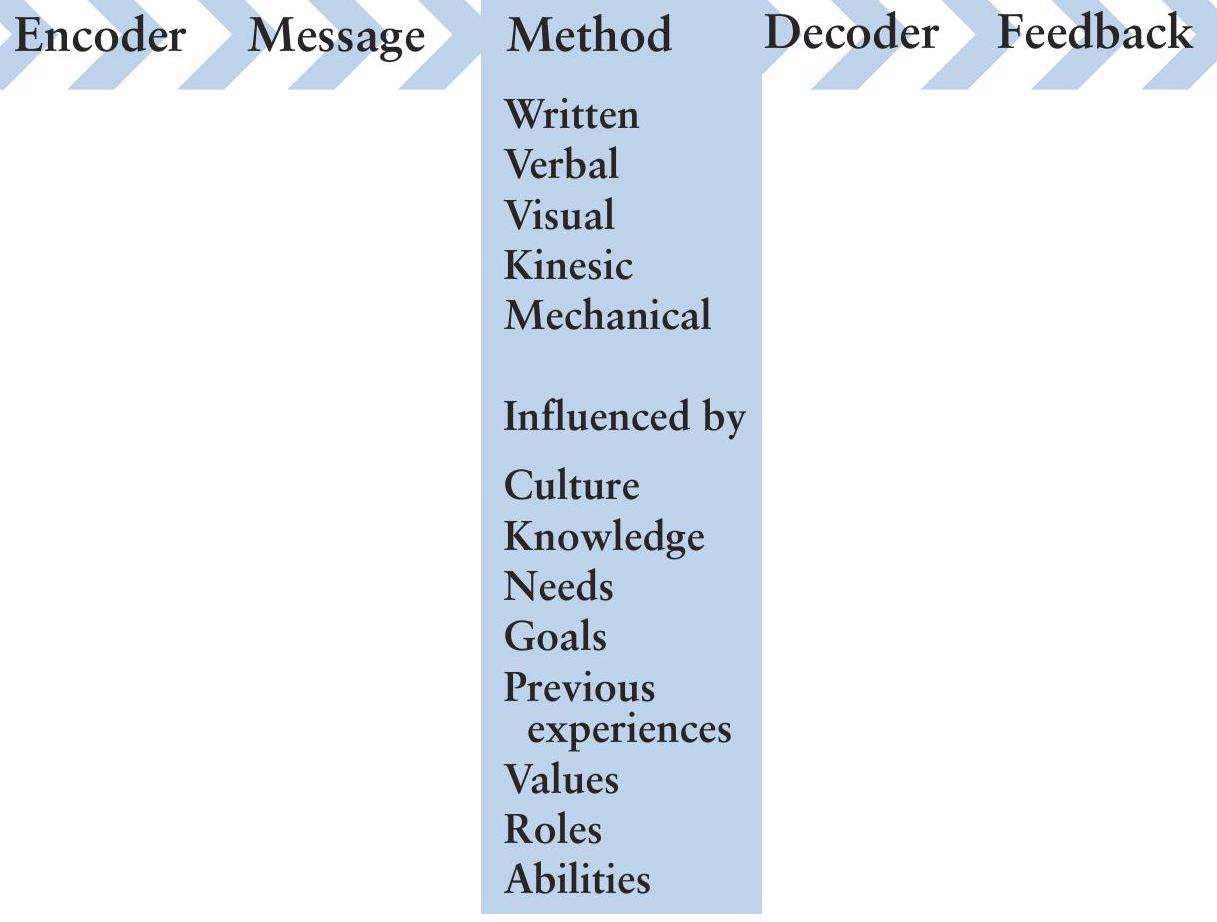 Encoder Message Method Decoder Feedback
Written
Verbal
Visual
Kinesic
Mechanical
Influenced by
Culture
Knowledge
Needs
Goals
Previous
experiences
Values
Roles
Abilities